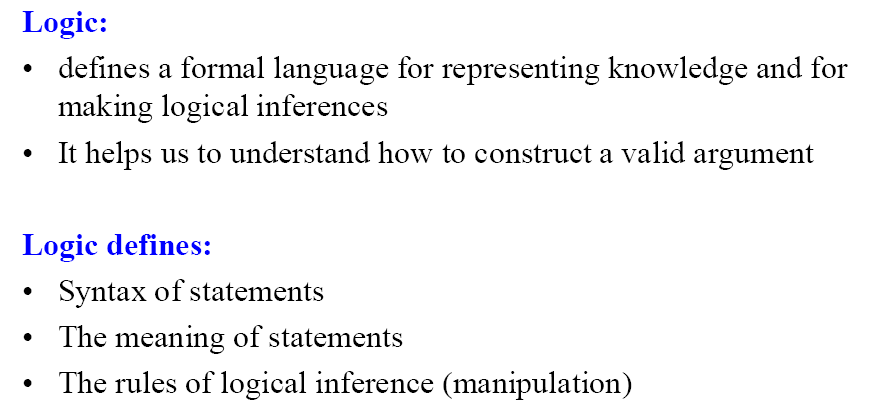 Logic:
• defines a formal language for representing knowledge and for
making logical inferences
• It helps us to understand how to construct a valid argument
Logic defines:
• Syntax of statements
• The meaning of statements
• The rules of logical inference (manipulation)